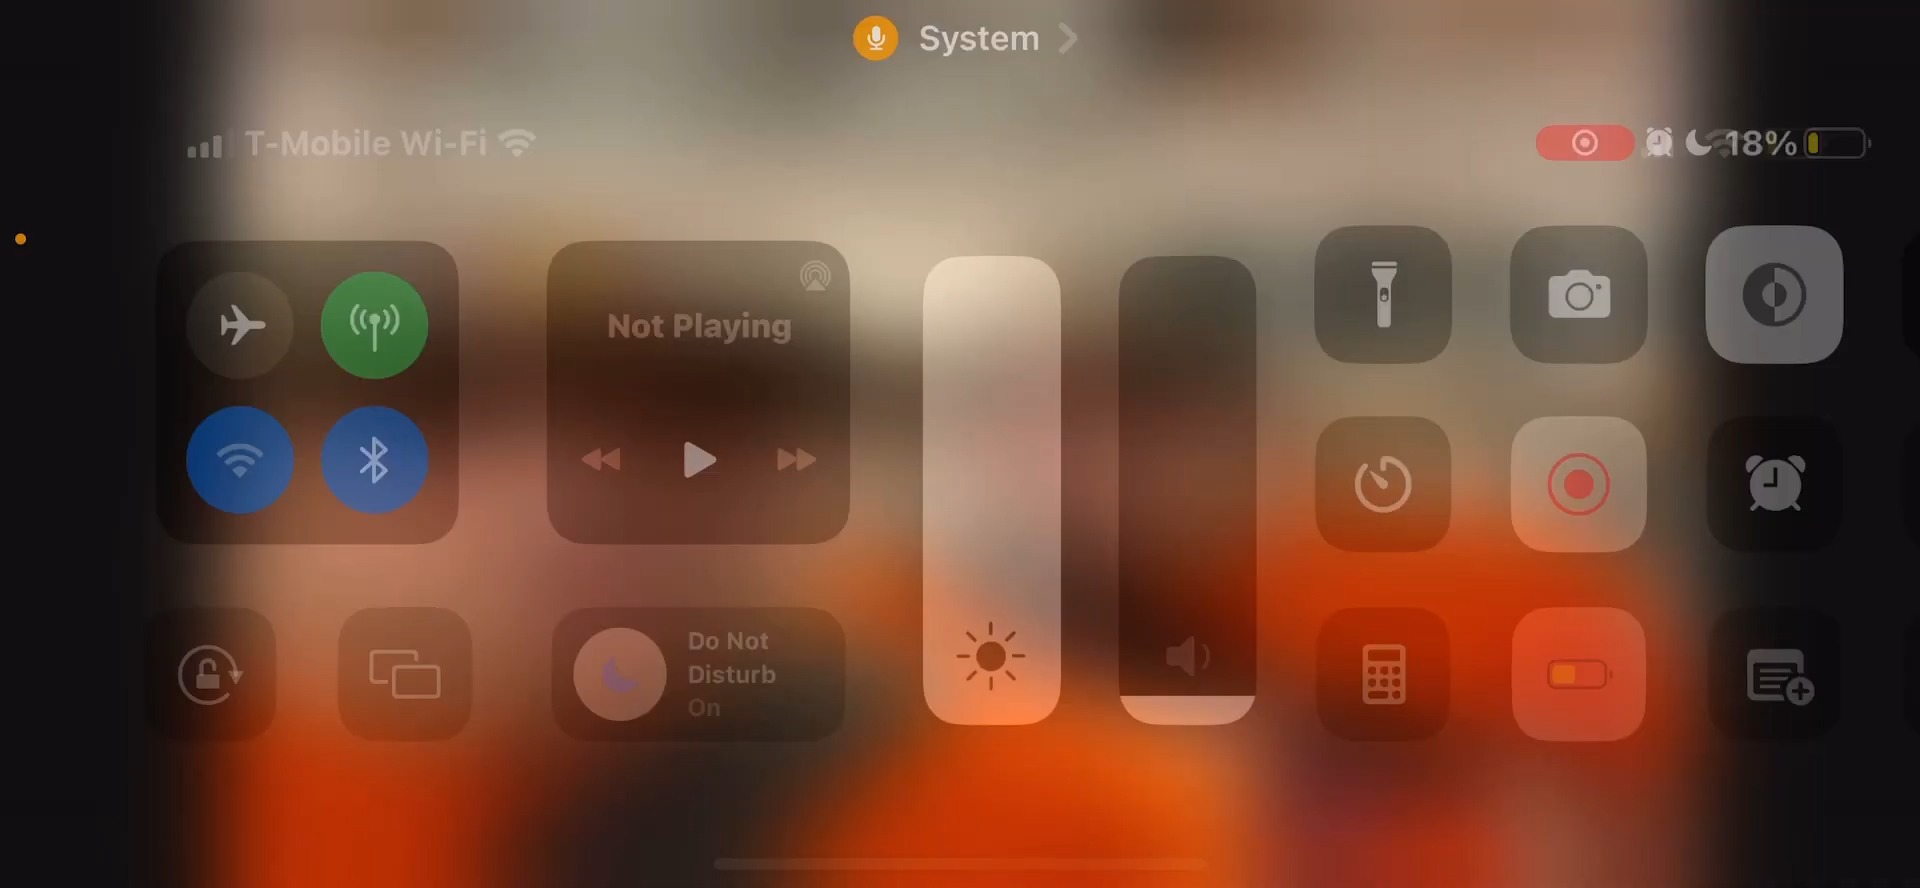 System
T-Mobile Wi-Fi
18%
Not Playing
Do Not
Disturb
On